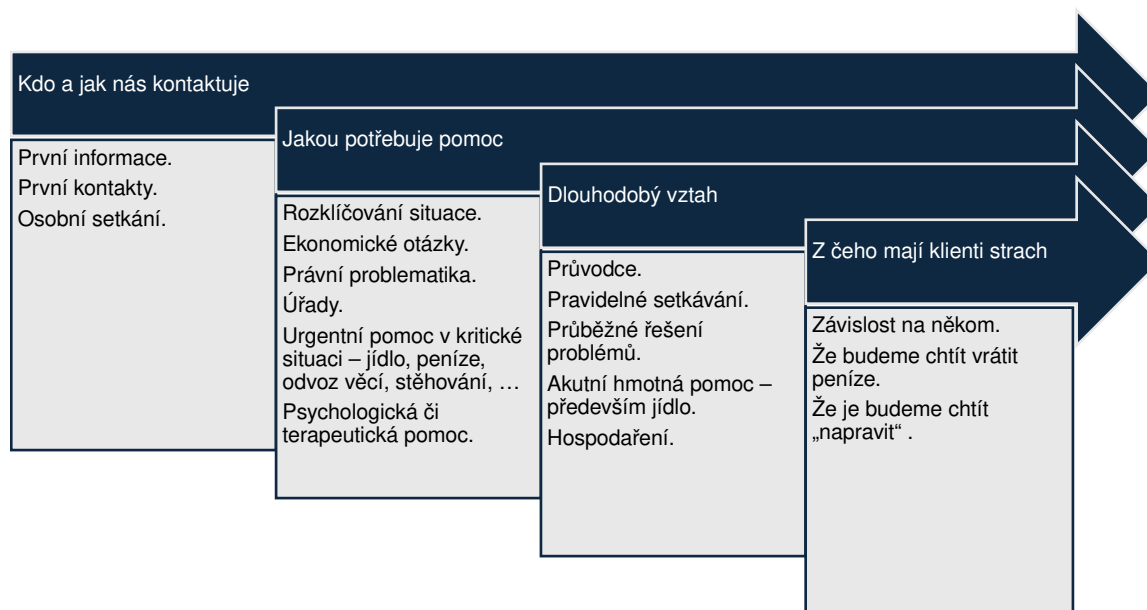 Kdo a jak nás kontaktuje
První informace.
První kontakty.
Osobní setkání.
Jakou potřebuje pomoc
Rozklíčování situace.
Ekonomické otázky.
Právní problematika.
Úřady.
Urgentní pomoc v kritické
situaci – jídlo, peníze,
odvoz věcí, stěhování, …
Psychologická či
terapeutická pomoc.
Dlouhodobý vztah
Průvodce.
Pravidelné setkávání.
Průběžné řešení
problémů.
Akutní hmotná pomoc –
především jídlo.
Hospodaření.
Z čeho mají klienti strach
Závislost na někom.
Že budeme chtít vrátit
peníze.
Že je budeme chtít
„napravit“ .